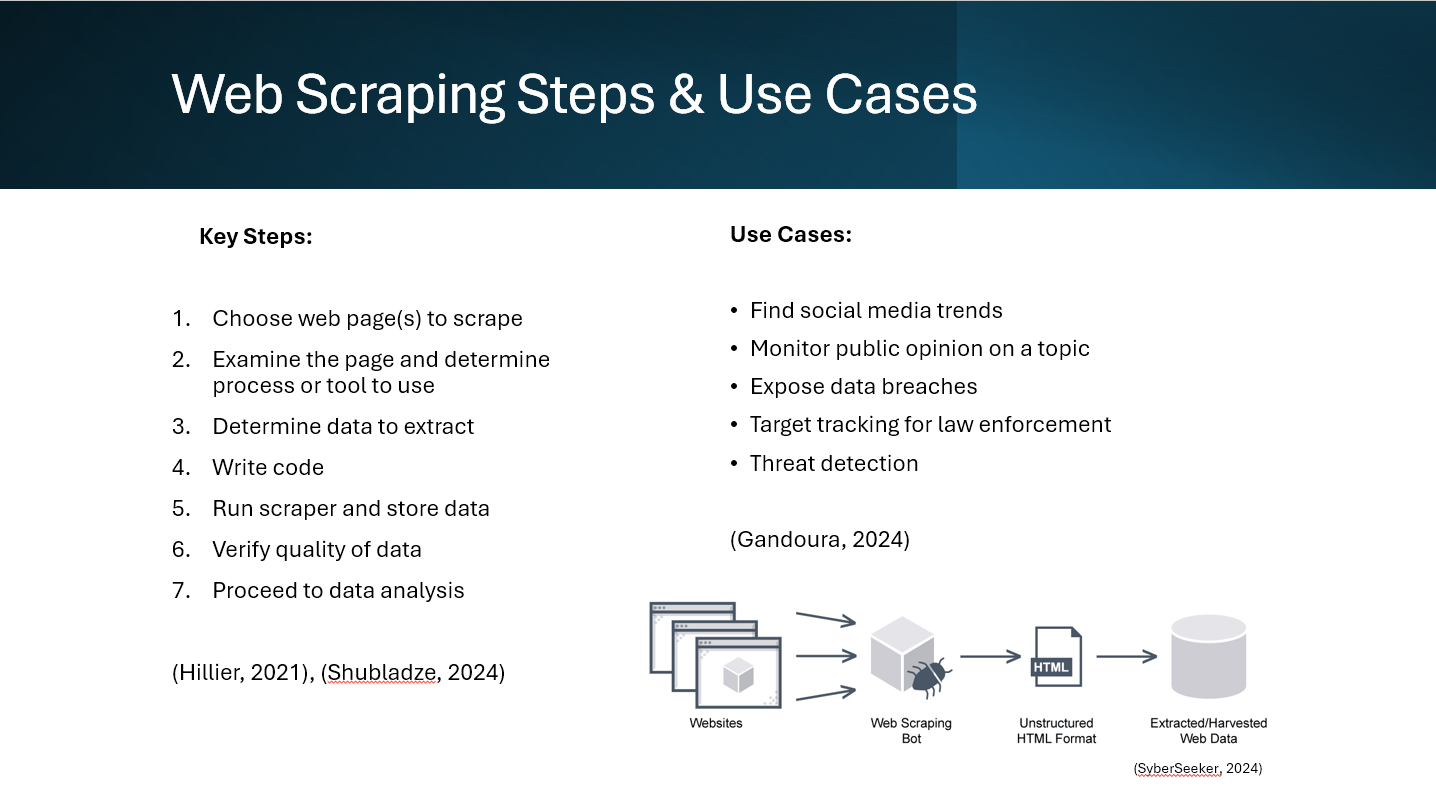 Web Scraping Steps & Use Cases
Key Steps:
1. Choose web page(s) to scrape
2. Examine the page and determine
process or tool to use
3. Determine data to extract
4. Write code
5. Run scraper and store data
6. Verify quality of data
7. Proceed to data analysis
(Hillier, 2021), (Shubladze, 2024)
Use Cases:
• Find social media trends
• Monitor public opinion on a topic
• Expose data breaches
• Target tracking for law enforcement
• Threat detection
(Gandoura, 2024)
HTML
Websites
Web Scraping
Bot
Unstructured
HTML Format
Extracted/Harvested
Web Data
(SyberSeeker, 2024)